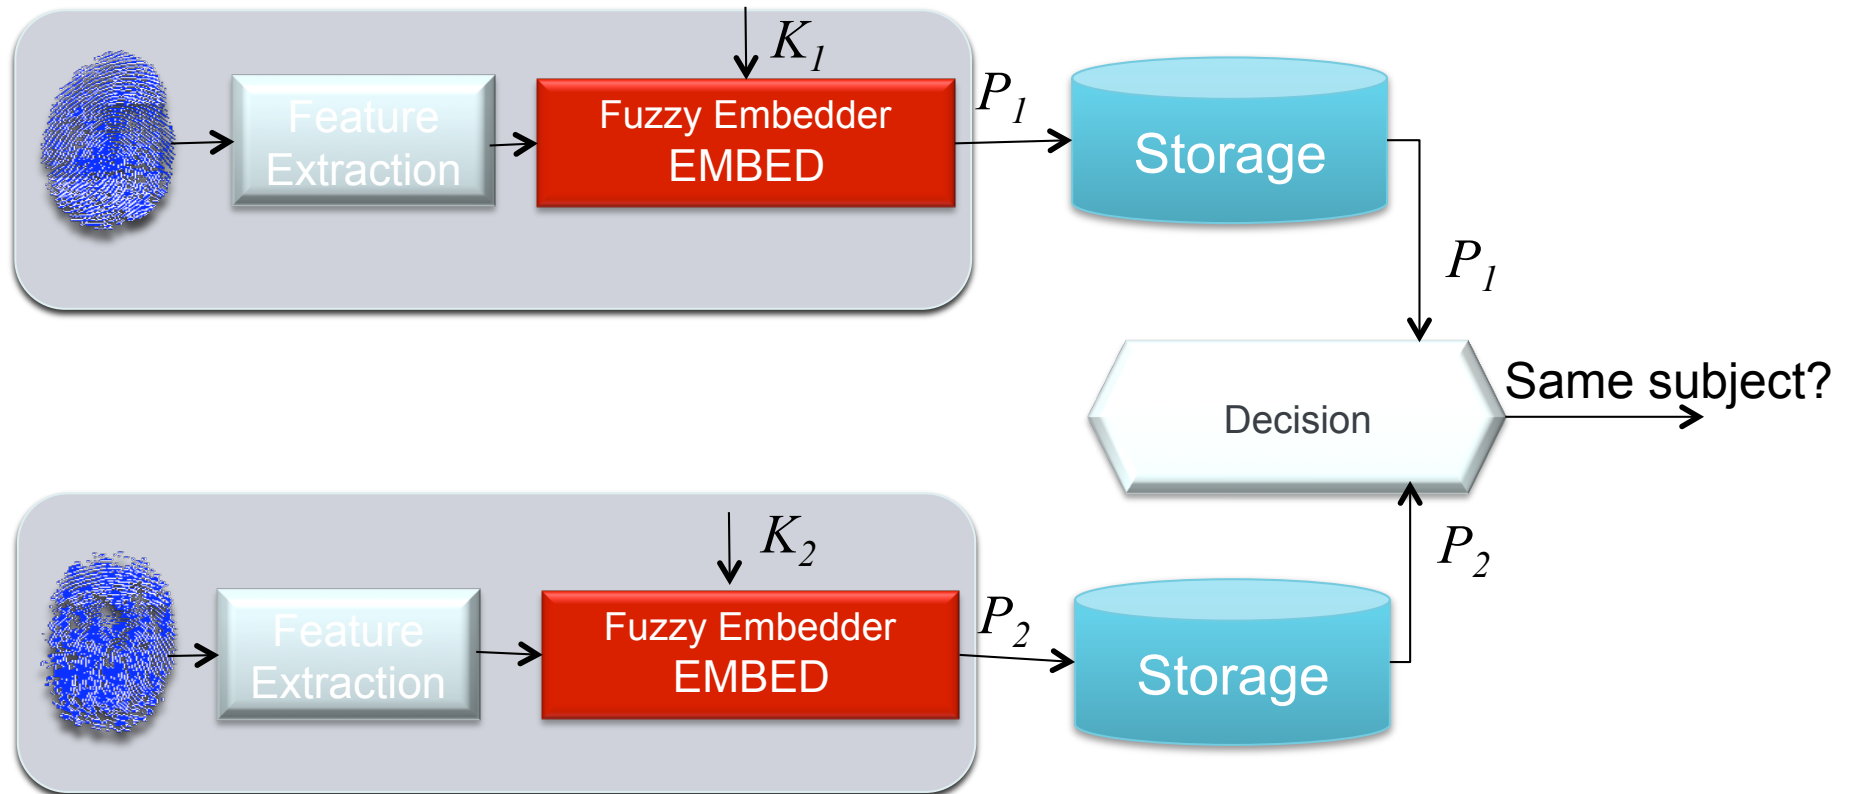 K1
Feature
Extraction
Fuzzy Embedder
EMBED
P1
Storage
P1
Decision
Same subject?
K2
Feature
Extraction
Fuzzy Embedder
EMBED
P2
Storage
P2